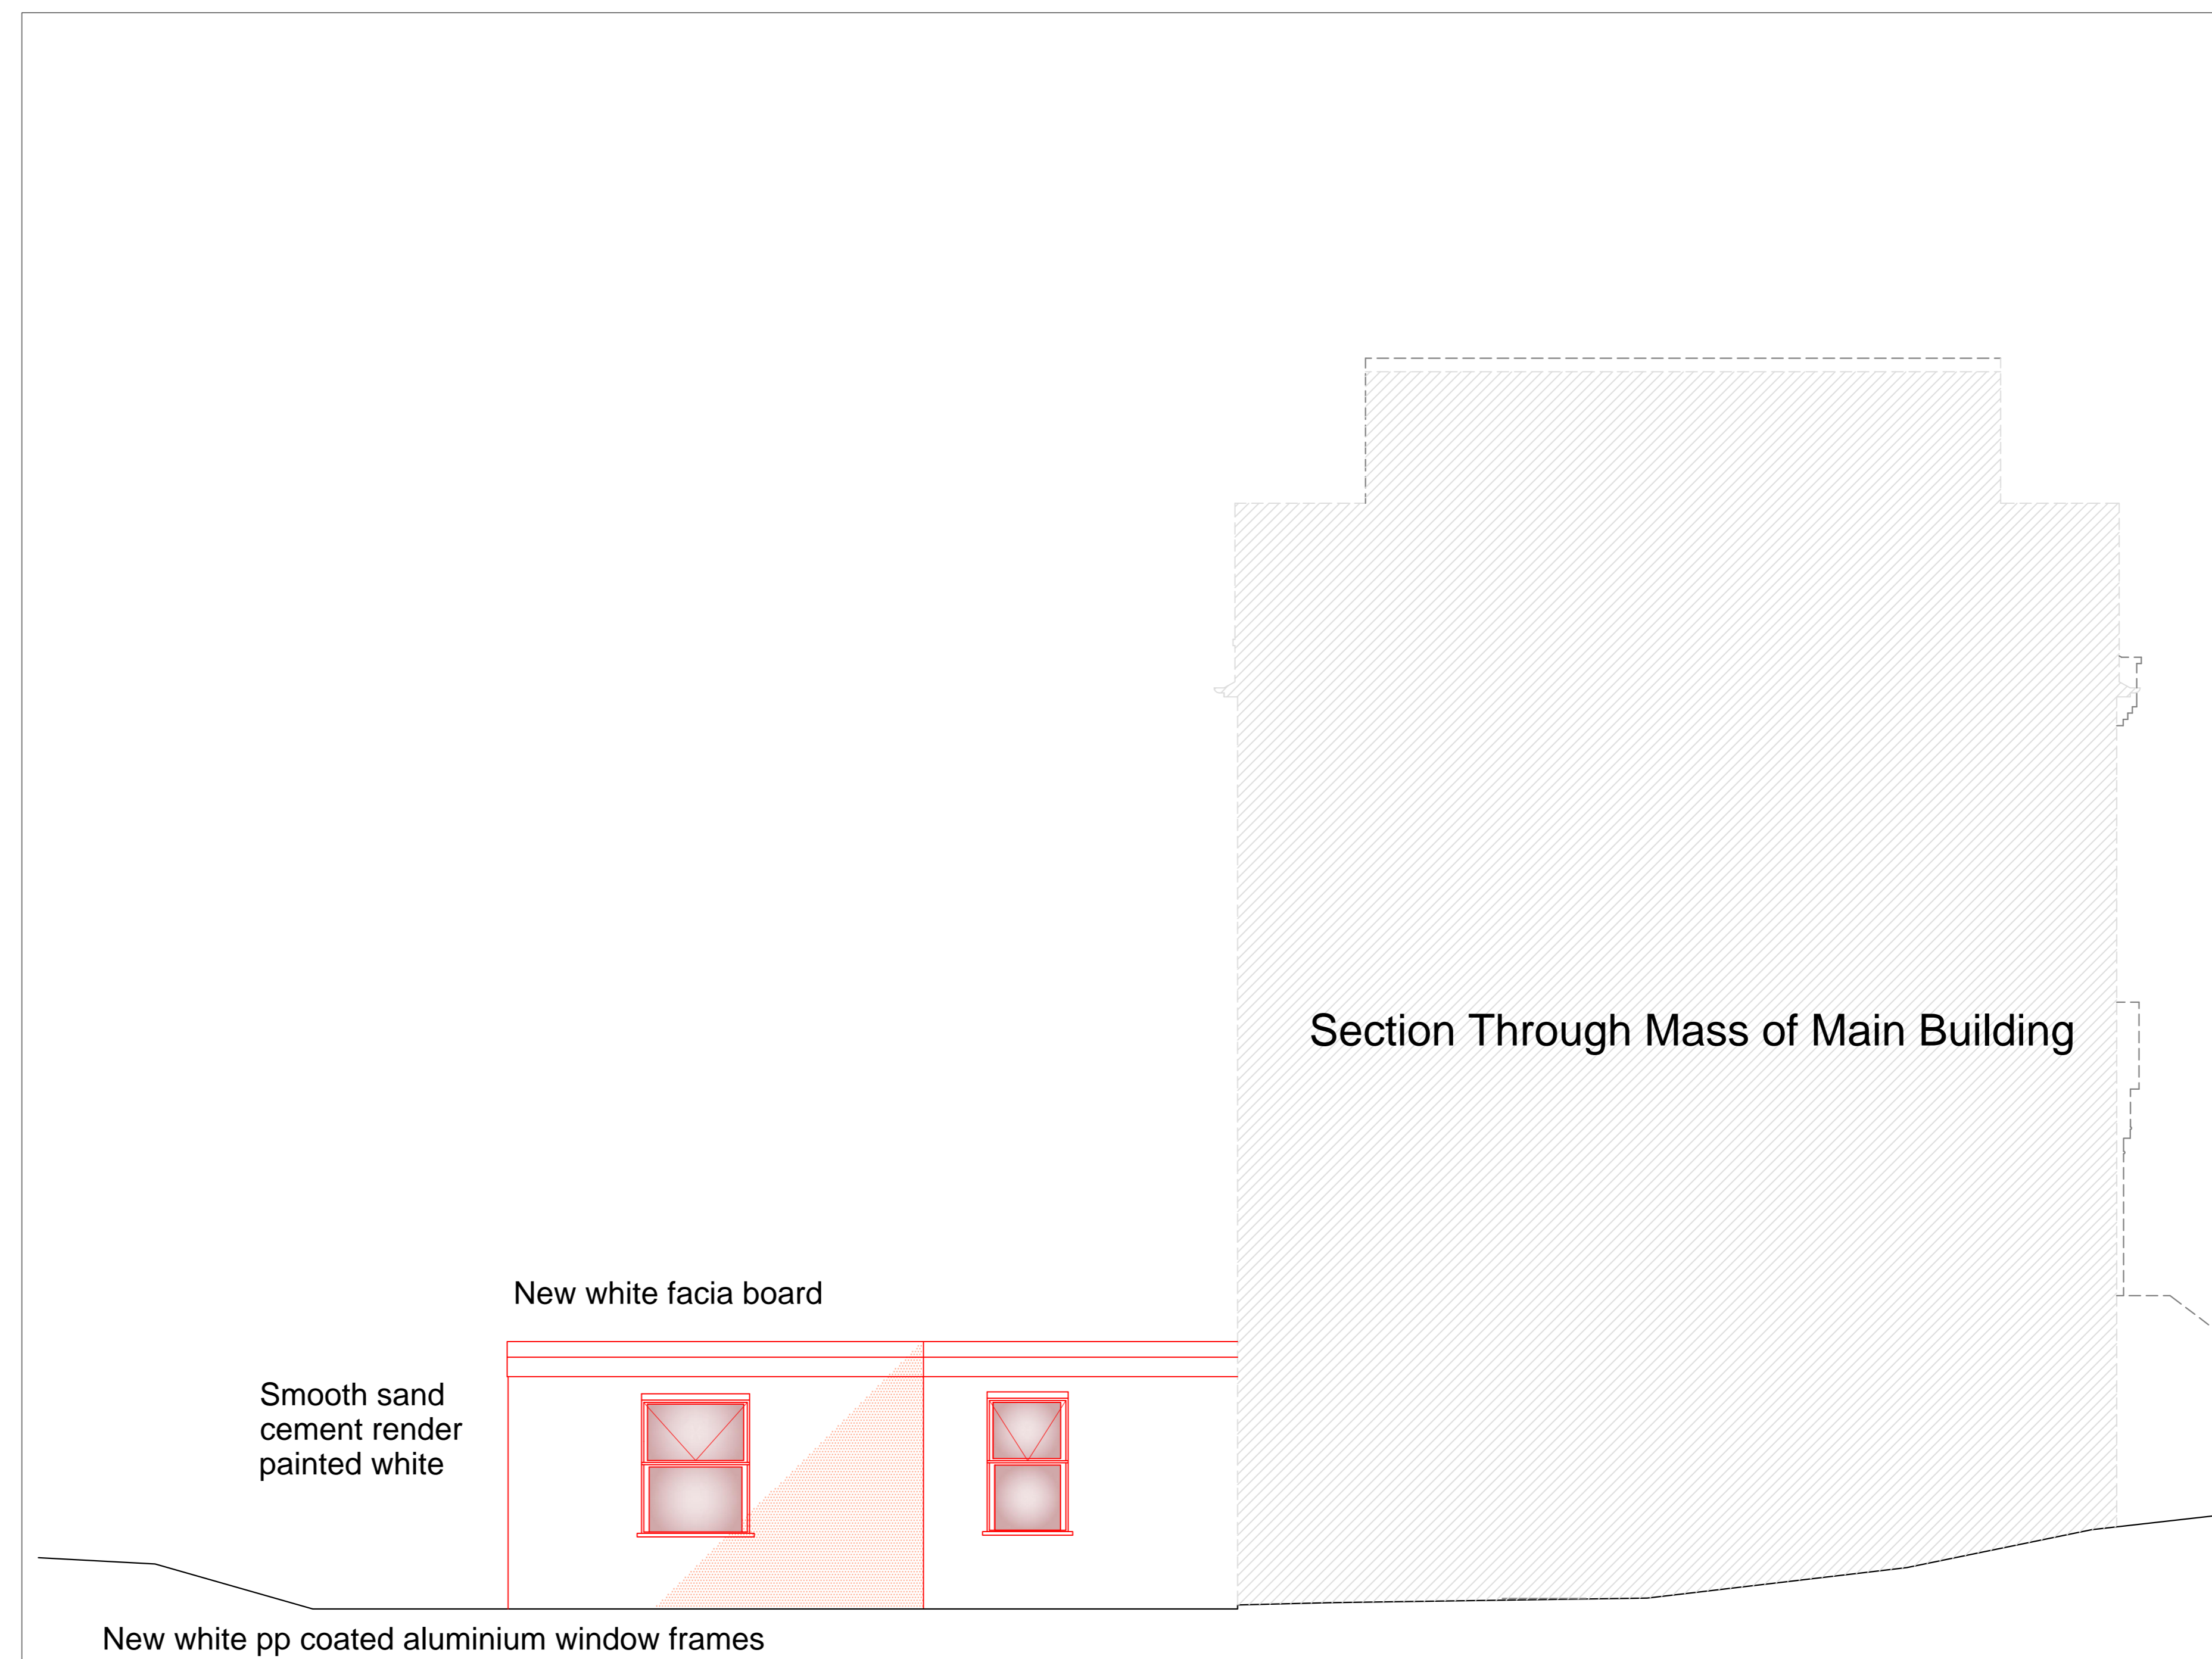 Section Through Mass of Main Building
New white facia board
Smooth sand
cement render
painted white
New white pp coated aluminium window frames